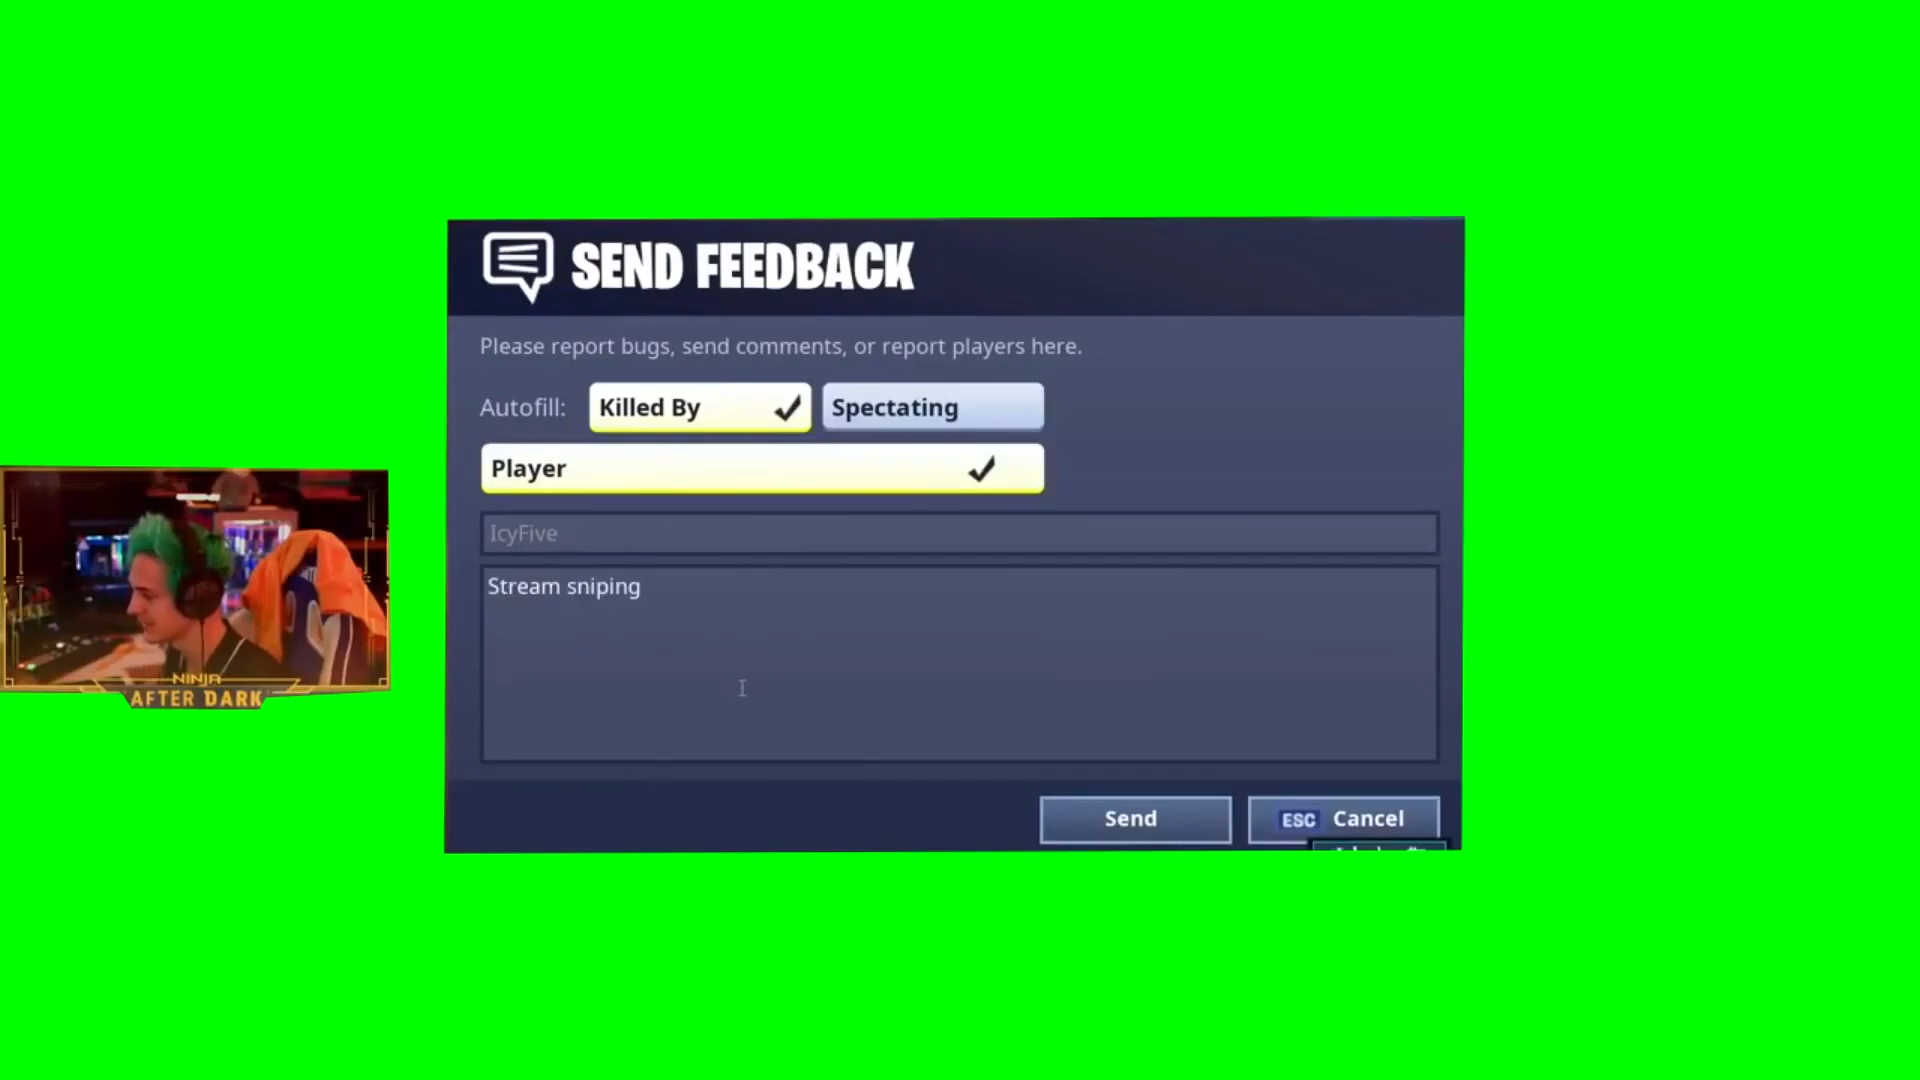 SEND FEEDBACK
Please report bugs, send comments, or report players here.
Autofill: Killed By Spectating
Player
IcyFive
Stream sniping
NINJA
AFTER DARK
Send ESC Cancel